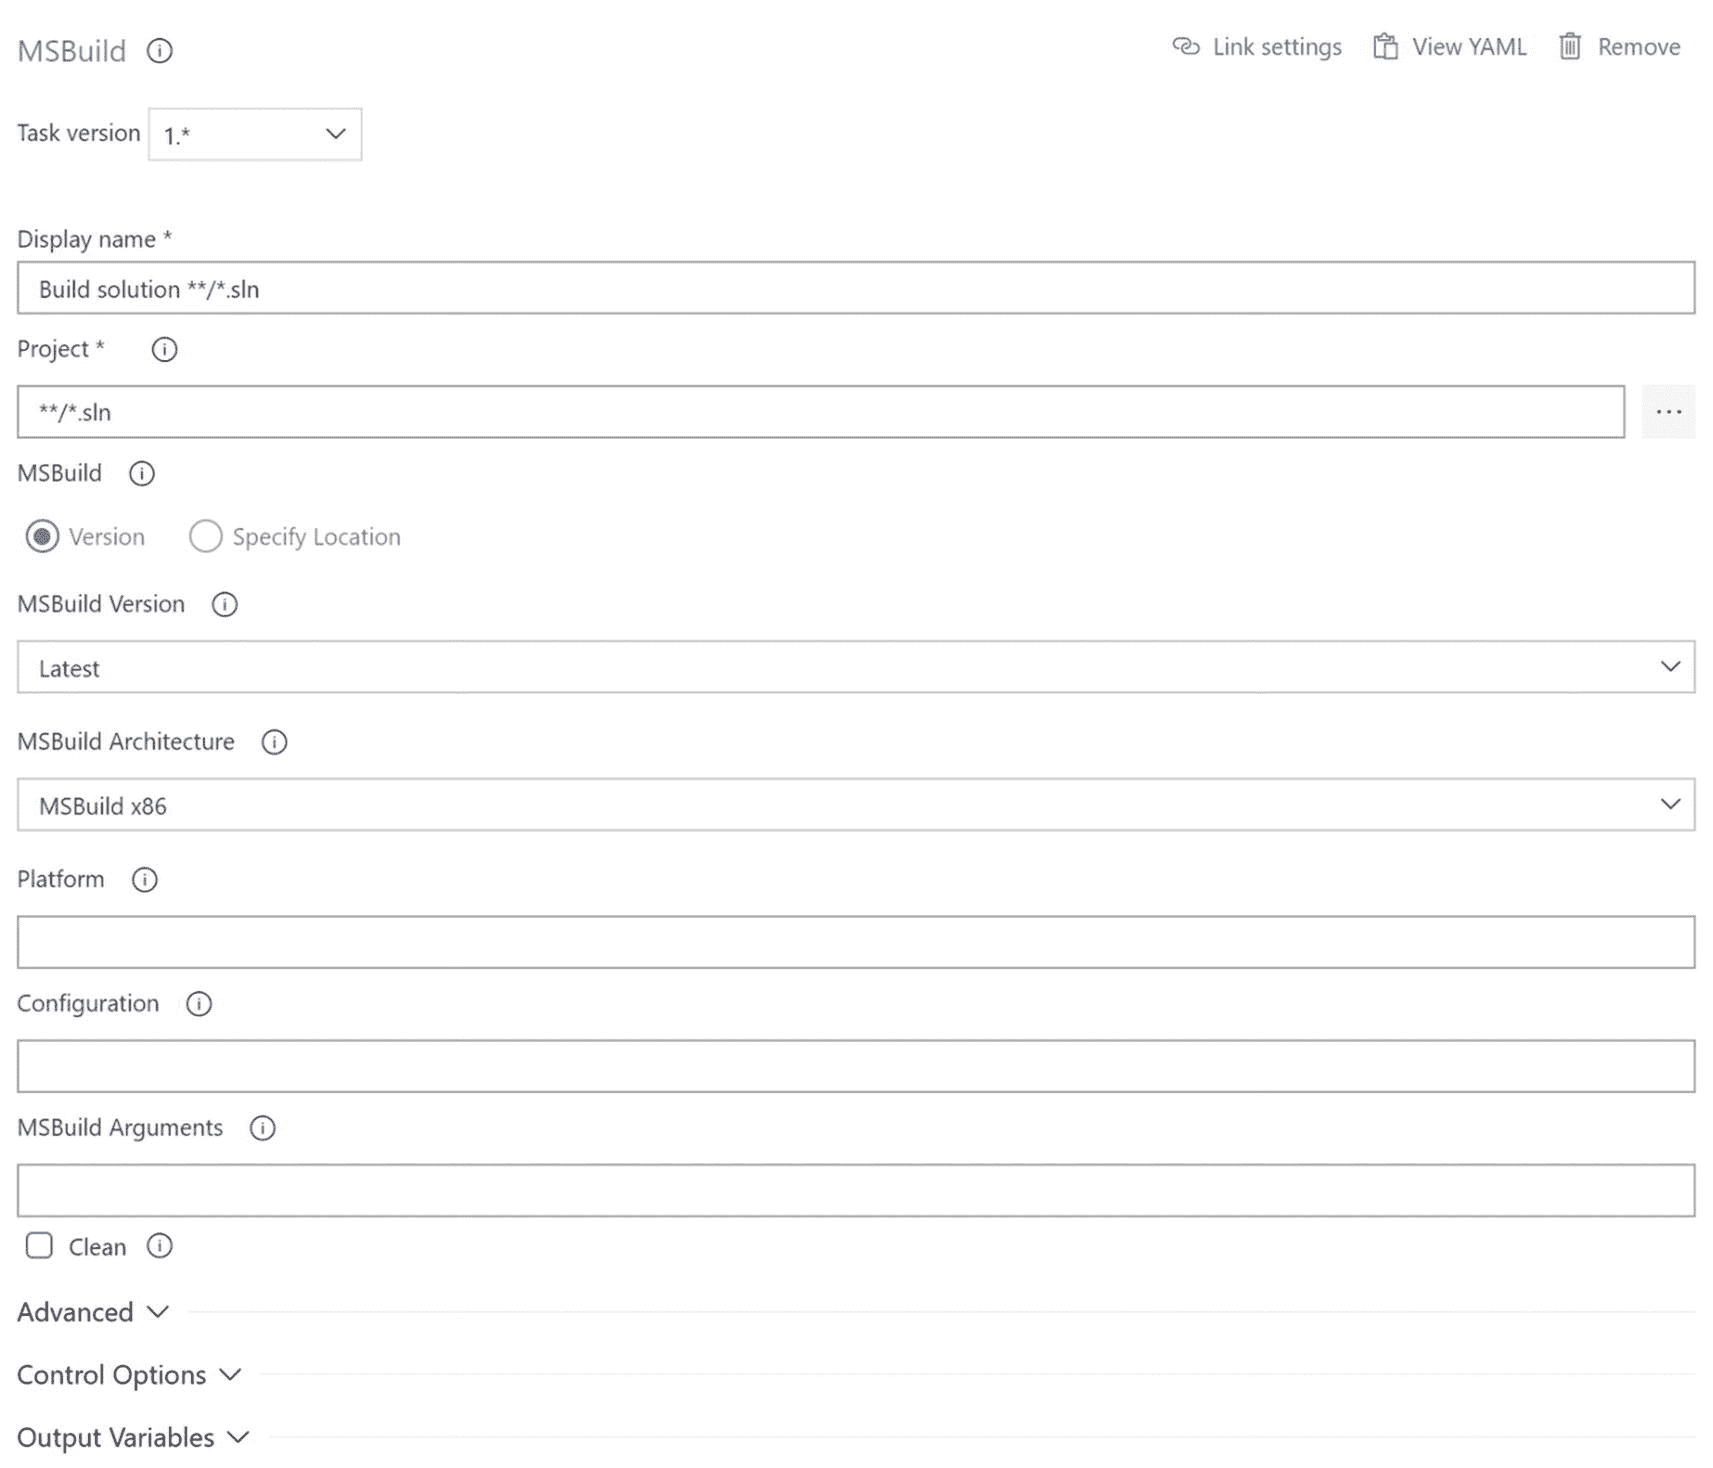 MSBuild
Link settings View YAML Remove
Task version 1.*
Display name *
Build solution **/*.sln
Project *
**/*.sln
...
MSBuild
Version Specify Location
MSBuild Version
Latest
MSBuild Architecture
MSBuild x86
Platform
Configuration
MSBuild Arguments
Clean
Advanced
Control Options
Output Variables